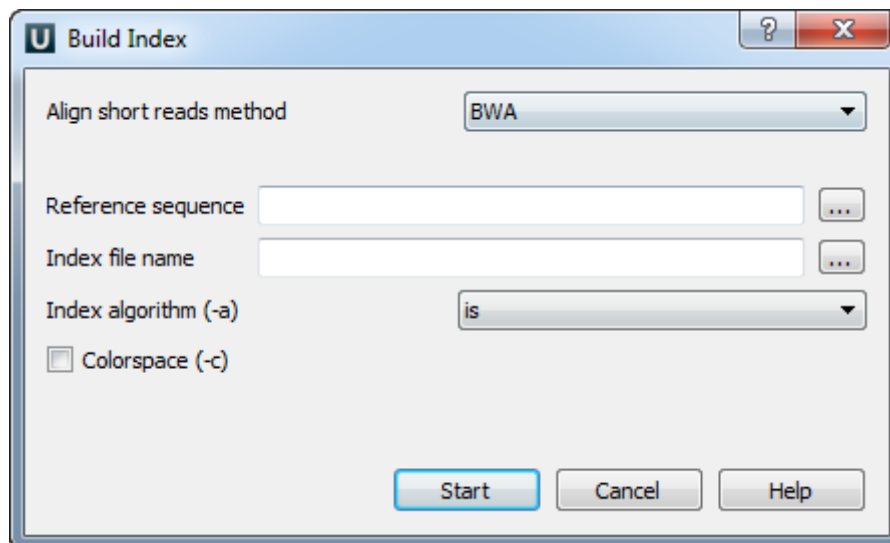 U Build Index
Align short reads method BWA
Reference sequence ...
Index file name ...
Index algorithm (-a) is
Colorspace (-c)
Start Cancel Help